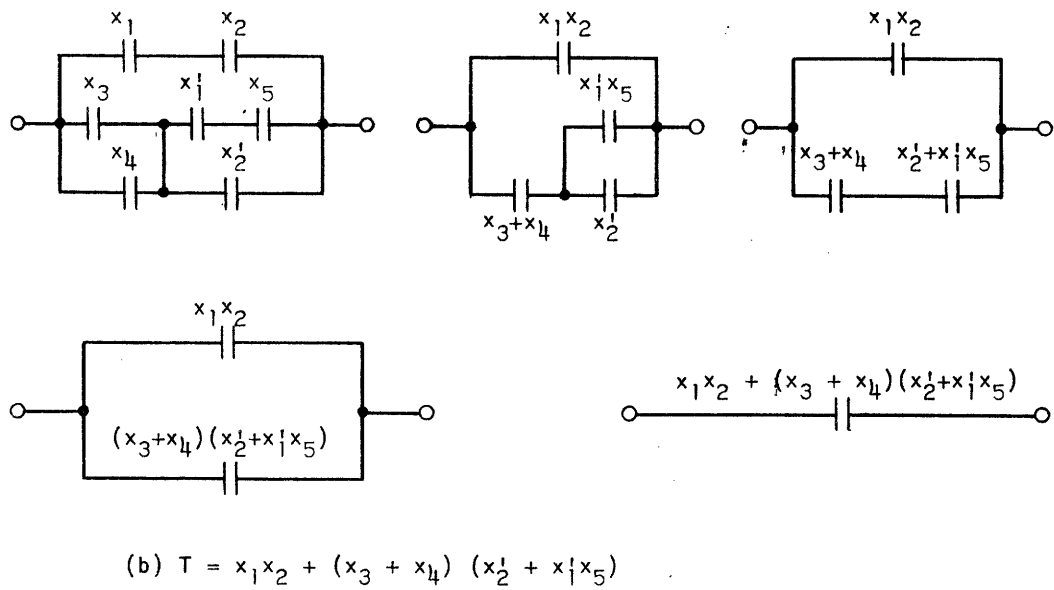 x₁ x₂
x₃ x₁' x₅
x₄ x₂'
x₁x₂
x₁'x₅
x₃+x₄ x₂'
x₁x₂
x₃+x₄ x₂'+x₁'x₅
x₁x₂
(x₃+x₄)(x₂'+x₁'x₅)
x₁x₂ + (x₃ + x₄)(x₂'+x₁'x₅)
(b) T = x₁x₂ + (x₃ + x₄) (x₂' + x₁'x₅)